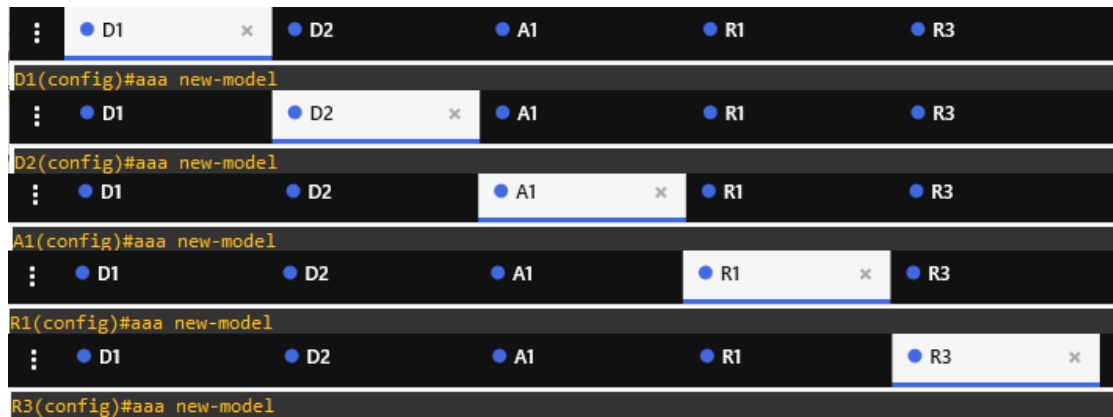 D1 × D2 A1 R1 R3
D1(config)#aaa new-model
D1 D2 × A1 R1 R3
D2(config)#aaa new-model
D1 D2 A1 × R1 R3
A1(config)#aaa new-model
D1 D2 A1 R1 × R3
R1(config)#aaa new-model
D1 D2 A1 R1 R3 ×
R3(config)#aaa new-model